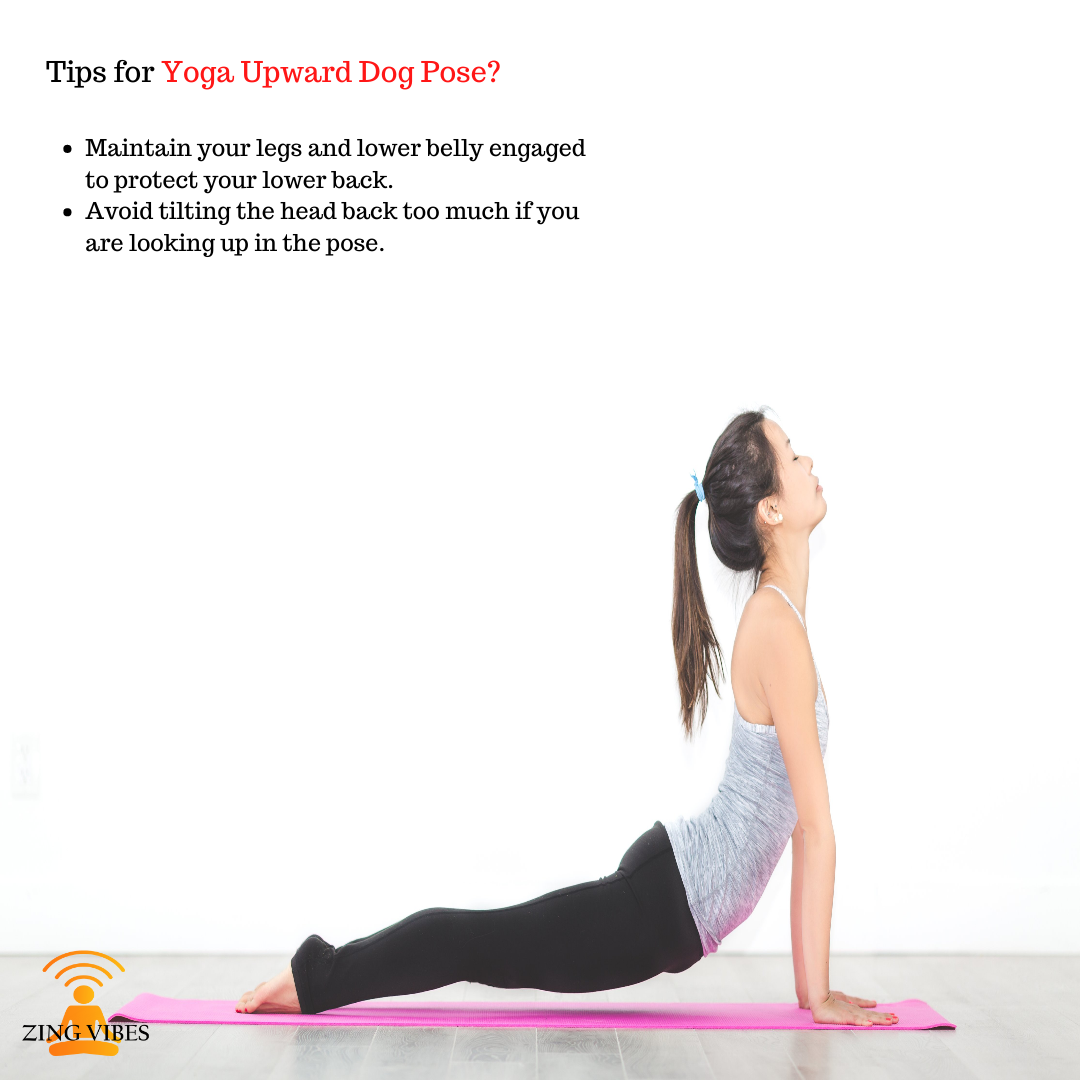 Tips for Yoga Upward Dog Pose?
• Maintain your legs and lower belly engaged
to protect your lower back.
• Avoid tilting the head back too much if you
are looking up in the pose.
ZING VIBES